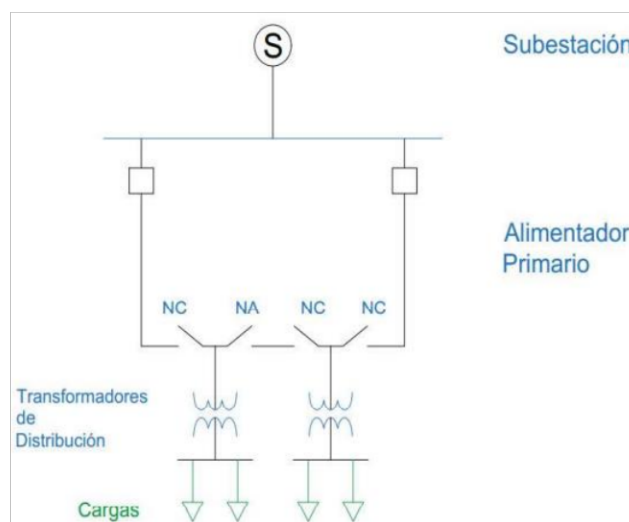 S
Subestación
Alimentador
Primario
NC NA NC NC
Transformadores
de
Distribución
Cargas